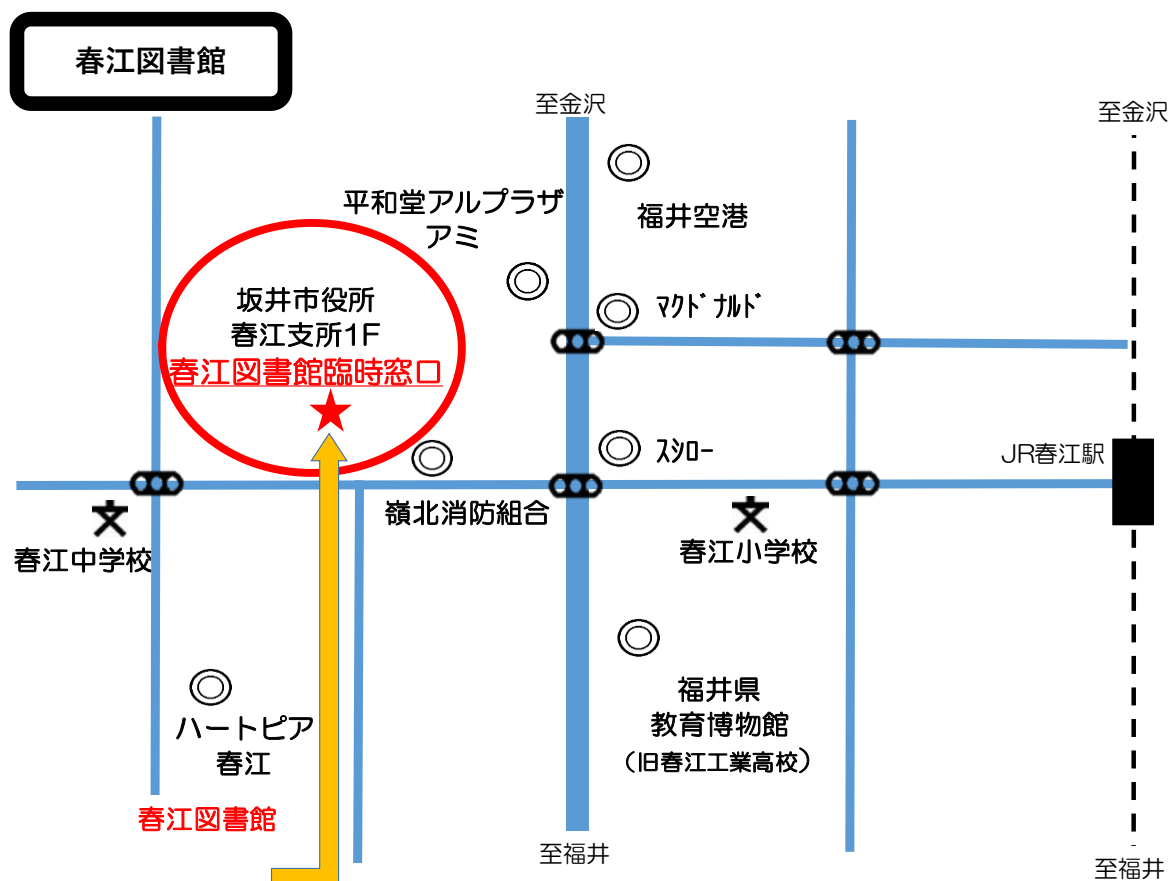 春江図書館
至金沢
至金沢
平和堂アルプラザ
アミ
福井空港
坂井市役所
春江支所1F
春江図書館臨時窓口
ﾏｸﾄﾞﾅﾙﾄﾞ
ｽｼﾛｰ
JR春江駅
嶺北消防組合
春江中学校
春江小学校
福井県
教育博物館
（旧春江工業高校）
ハートピア
春江
春江図書館
至福井
至福井